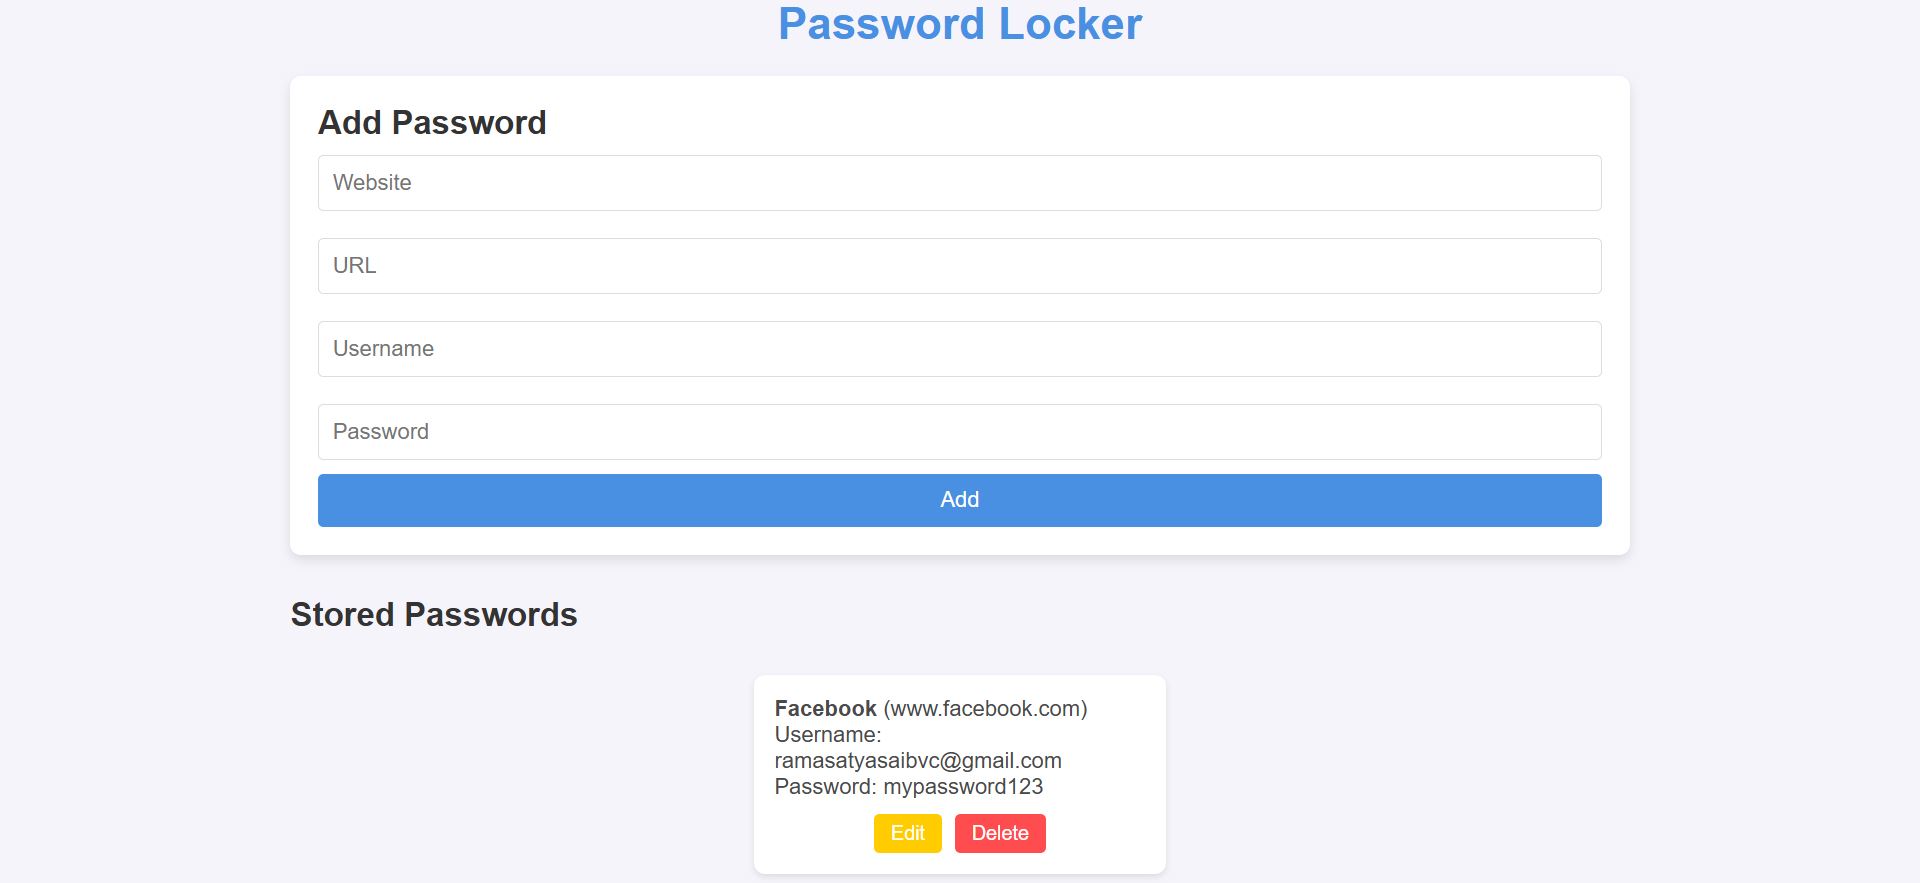 Password Locker
Add Password
Website
URL
Username
Password
Add
Stored Passwords
Facebook (www.facebook.com)
Username:
ramasatyasaibvc@gmail.com
Password: mypassword123
Edit Delete